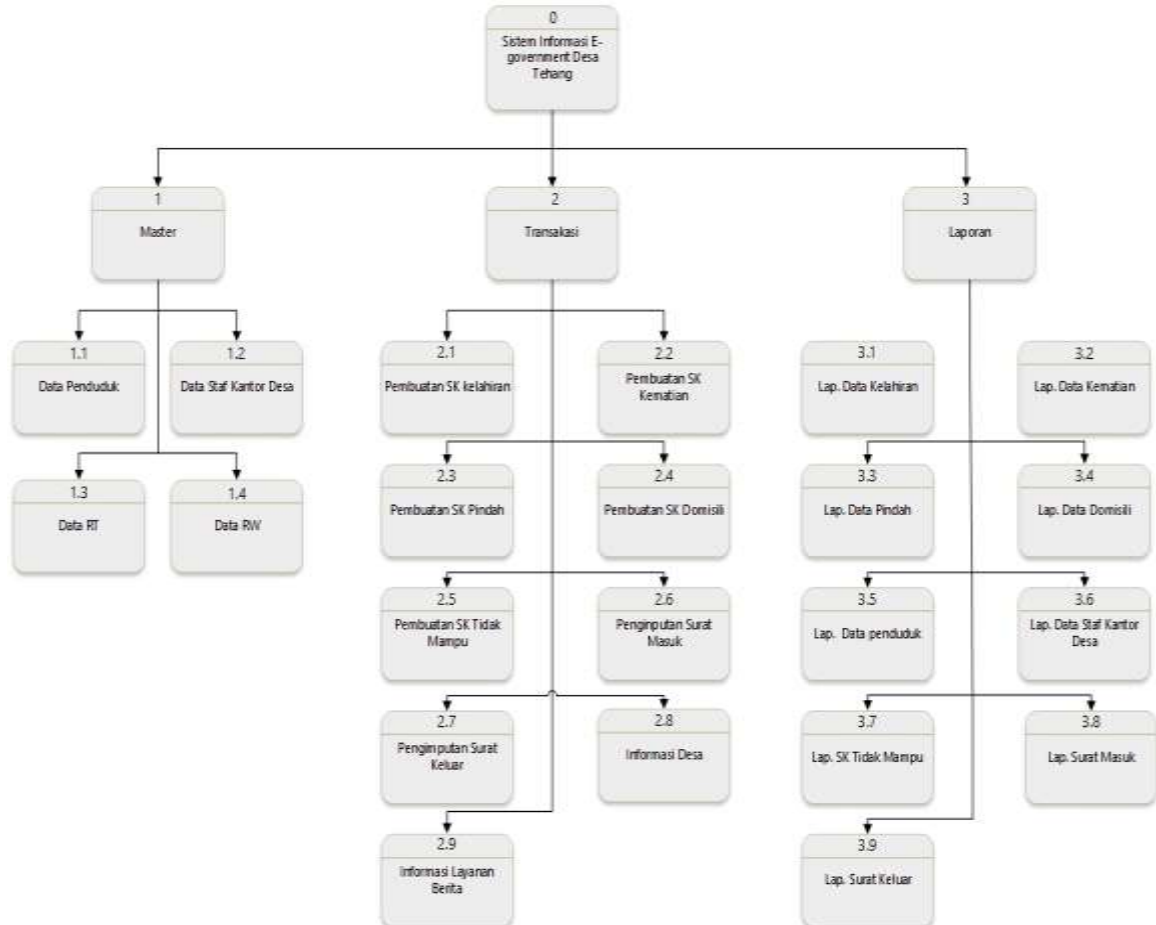 0
Sistem Informasi E-
government Desa
Tehang
1
Master
2
Transakasi
3
Laporan
1.1
Data Penduduk
1.2
Data Staf Kantor Desa
1.3
Data RT
1.4
Data RW
2.1
Pembuatan SK kelahiran
2.2
Pembuatan SK
Kematian
2.3
Pembuatan SK Pindah
2.4
Pembuatan SK Domisili
2.5
Pembuatan SK Tidak
Mampu
2.6
Penginputan Surat
Masuk
2.7
Pengimputan Surat
Keluar
2.8
Informasi Desa
2.9
Informasi Layanan
Berita
3.1
Lap. Data Kelahiran
3.2
Lap. Data Kematian
3.3
Lap. Data Pindah
3.4
Lap. Data Domisili
3.5
Lap. Data penduduk
3.6
Lap. Data Staf Kantor
Desa
3.7
Lap. SK Tidak Mampu
3.8
Lap. Surat Masuk
3.9
Lap. Surat Keluar